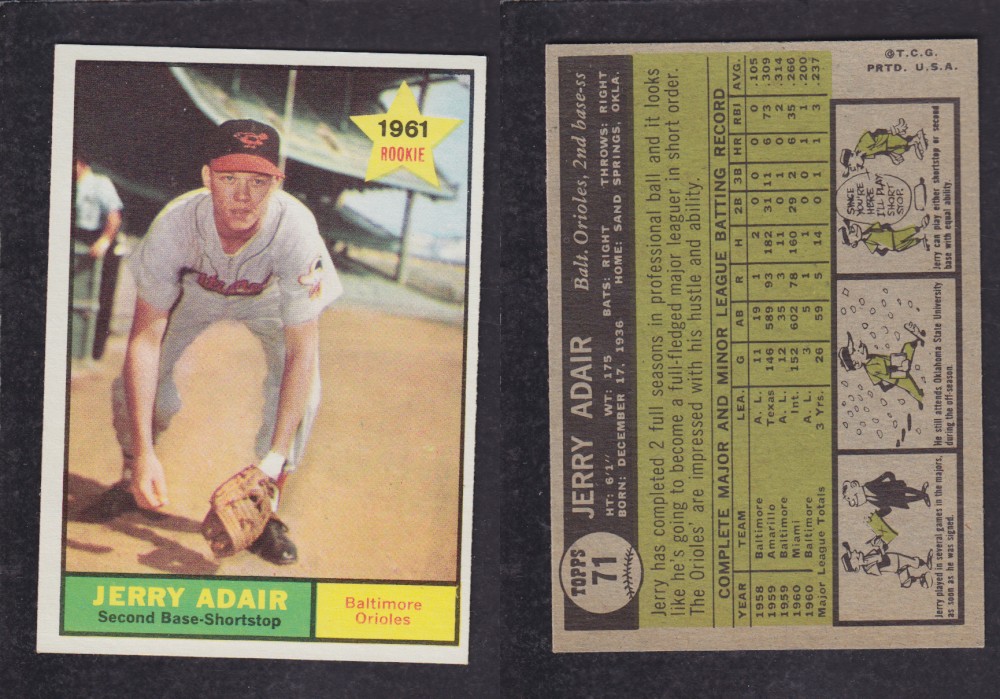 1961
ROOKIE
JERRY ADAIR
Second Base-Shortstop
Baltimore
Orioles
TOPPS
71
JERRY ADAIR
Balt. Orioles, 2nd base-ss
HT: 6'1" WT: 175 BATS: RIGHT THROWS: RIGHT
BORN: DECEMBER 17, 1936 HOME: SAND SPRINGS, OKLA.
Jerry has completed 2 full seasons in professional ball and it looks
like he's going to become a full-fledged major leaguer in short order.
The Orioles' are impressed with his hustle and ability.
COMPLETE MAJOR AND MINOR LEAGUE BATTING RECORD
YEAR TEAM LEA. G AB R H 2B 3B HR RBI AVG.
1958 Baltimore A. L. 11 19 1 2 0 0 0 0 .105
1959 Amarillo Texas 146 589 93 182 31 11 6 73 .309
1959 Baltimore A. L. 12 35 3 11 0 1 0 2 .314
1960 Miami Int. 152 602 78 160 29 2 6 35 .266
1960 Baltimore A. L. 3 5 1 1 0 0 1 1 .200
Major League Totals 3 Yrs. 26 59 5 14 0 1 1 3 .237
Jerry played in several games in the majors,
as soon as he was signed.
He still attends Oklahoma State University
during the off-season.
SINCE
YOU'RE
HERE
I'LL PLAY
SHORT
STOP
Jerry can play either shortstop or second
base with equal ability.
©T.C.G.
PRTD. U.S.A.